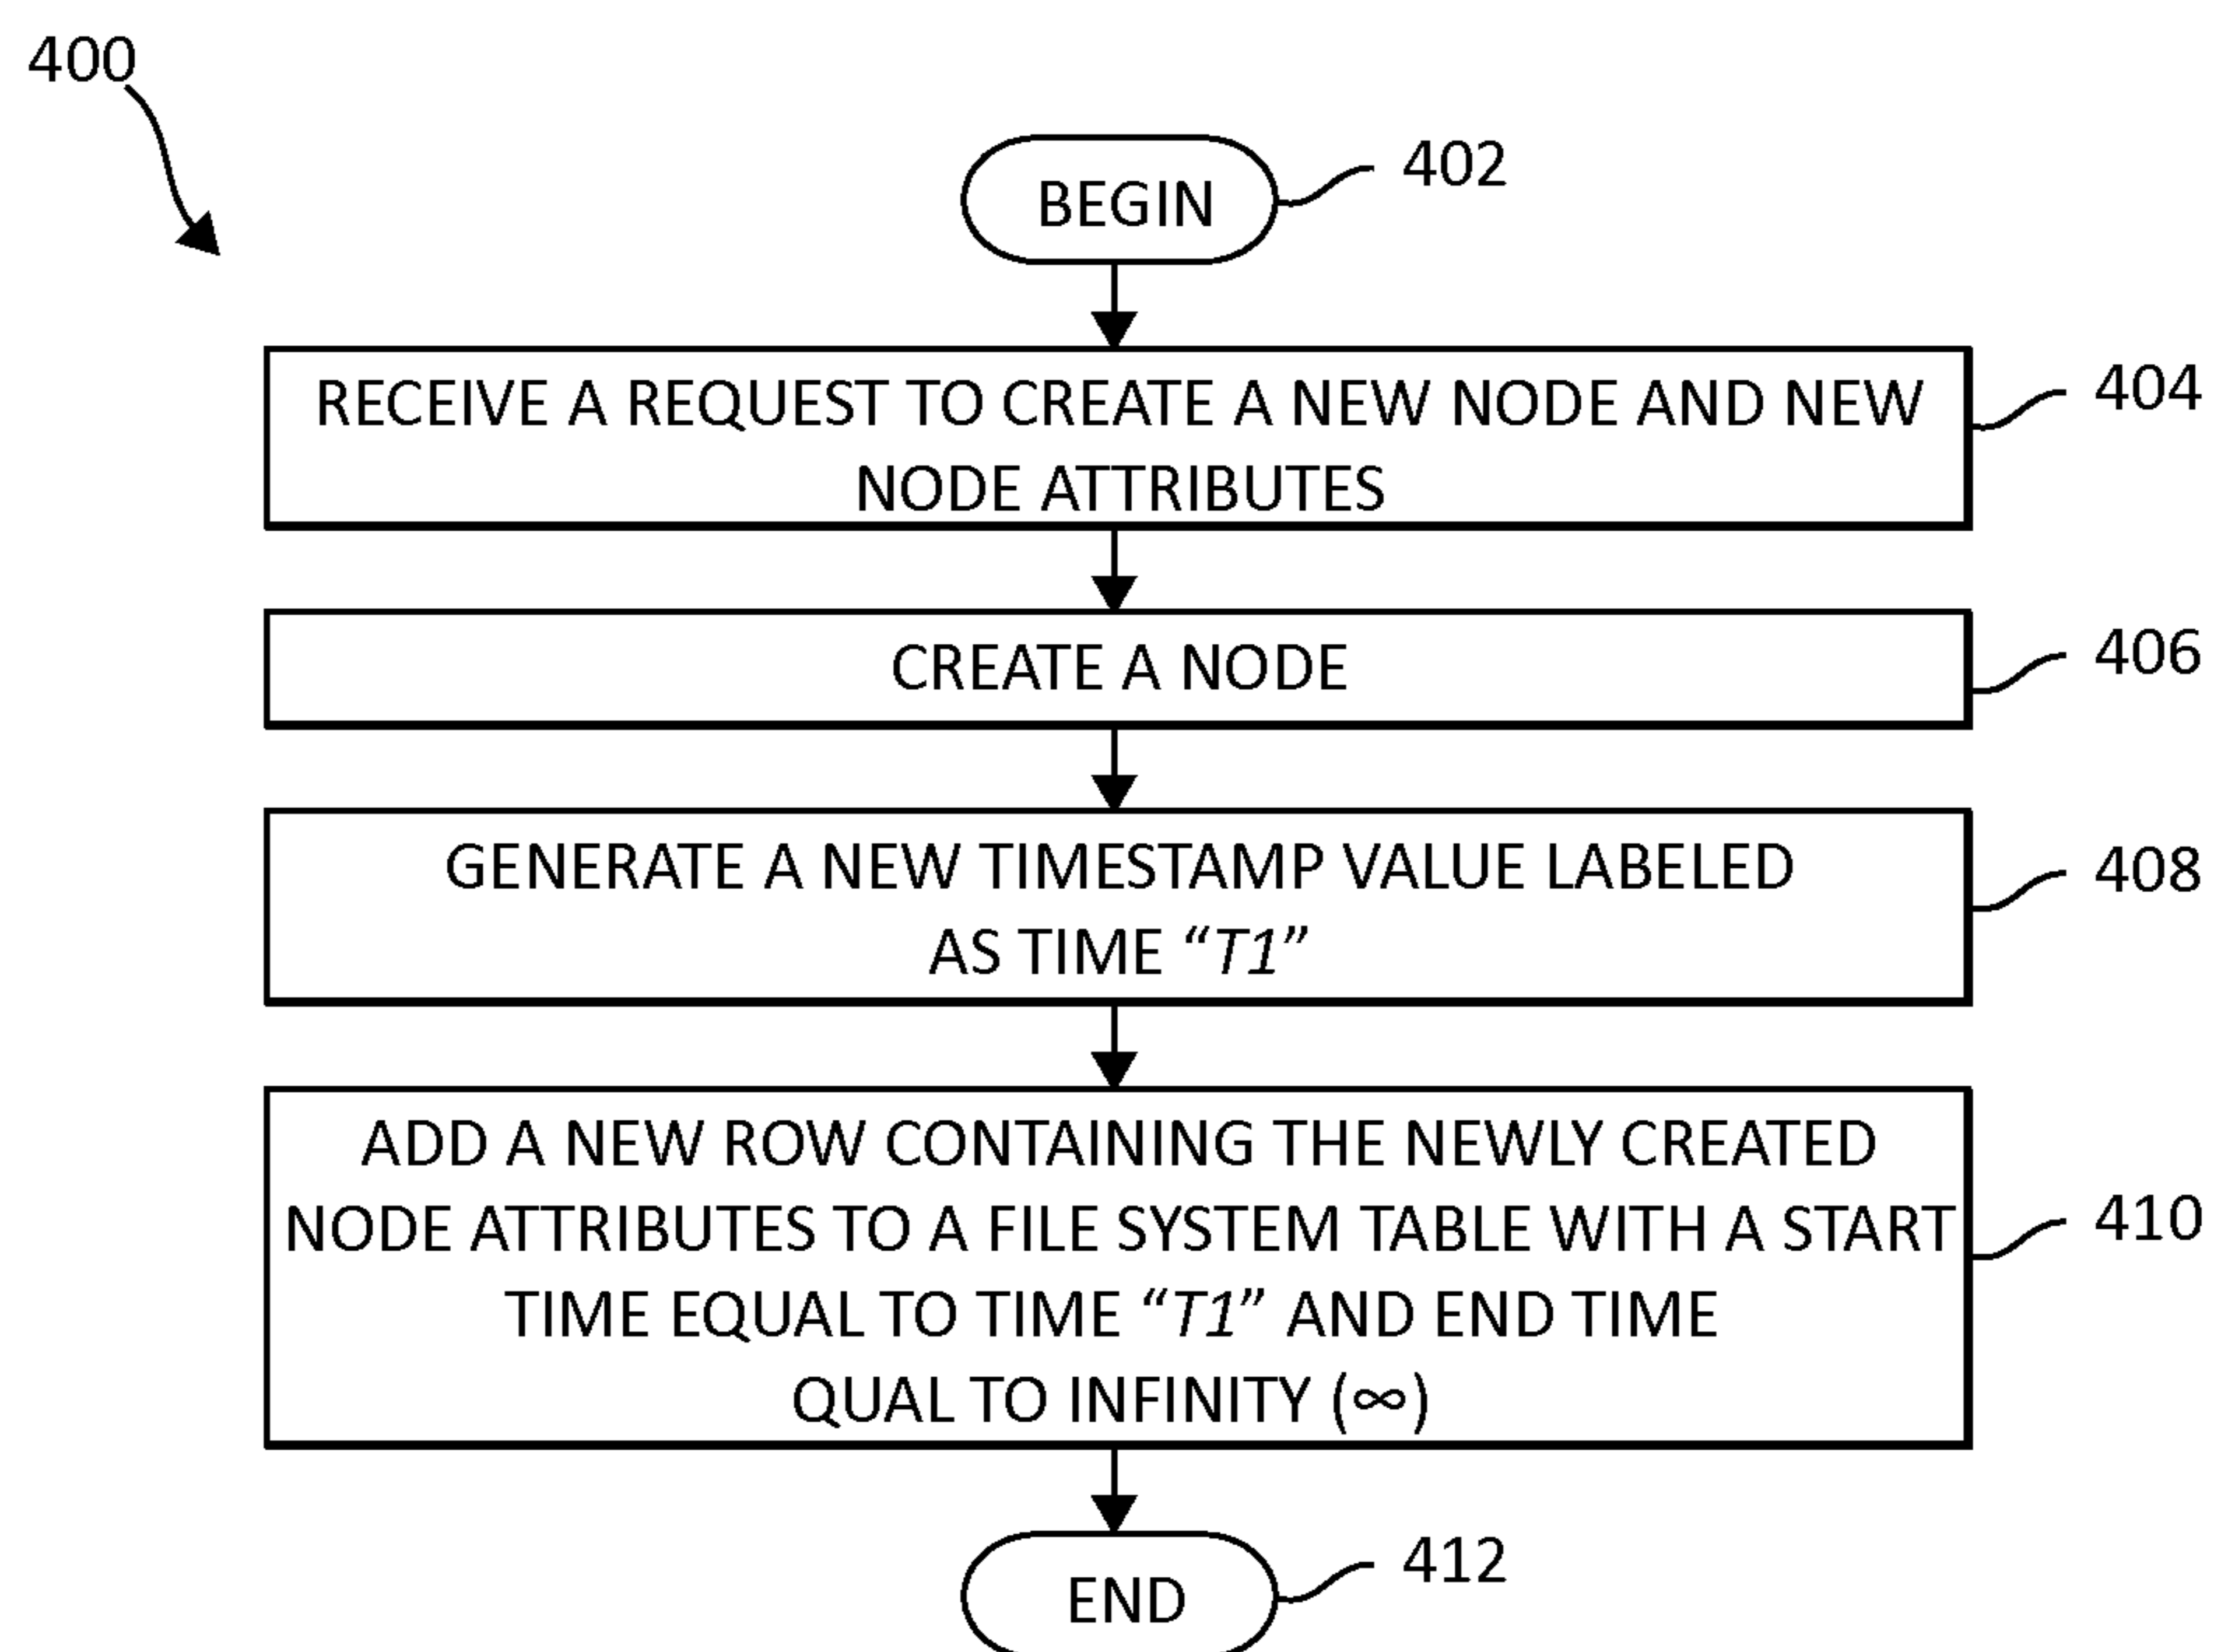 400
BEGIN
402
RECEIVE A REQUEST TO CREATE A NEW NODE AND NEW
NODE ATTRIBUTES
404
CREATE A NODE
406
GENERATE A NEW TIMESTAMP VALUE LABELED
AS TIME “T1”
408
ADD A NEW ROW CONTAINING THE NEWLY CREATED
NODE ATTRIBUTES TO A FILE SYSTEM TABLE WITH A START
TIME EQUAL TO TIME “T1” AND END TIME
QUAL TO INFINITY (∞)
410
END
412